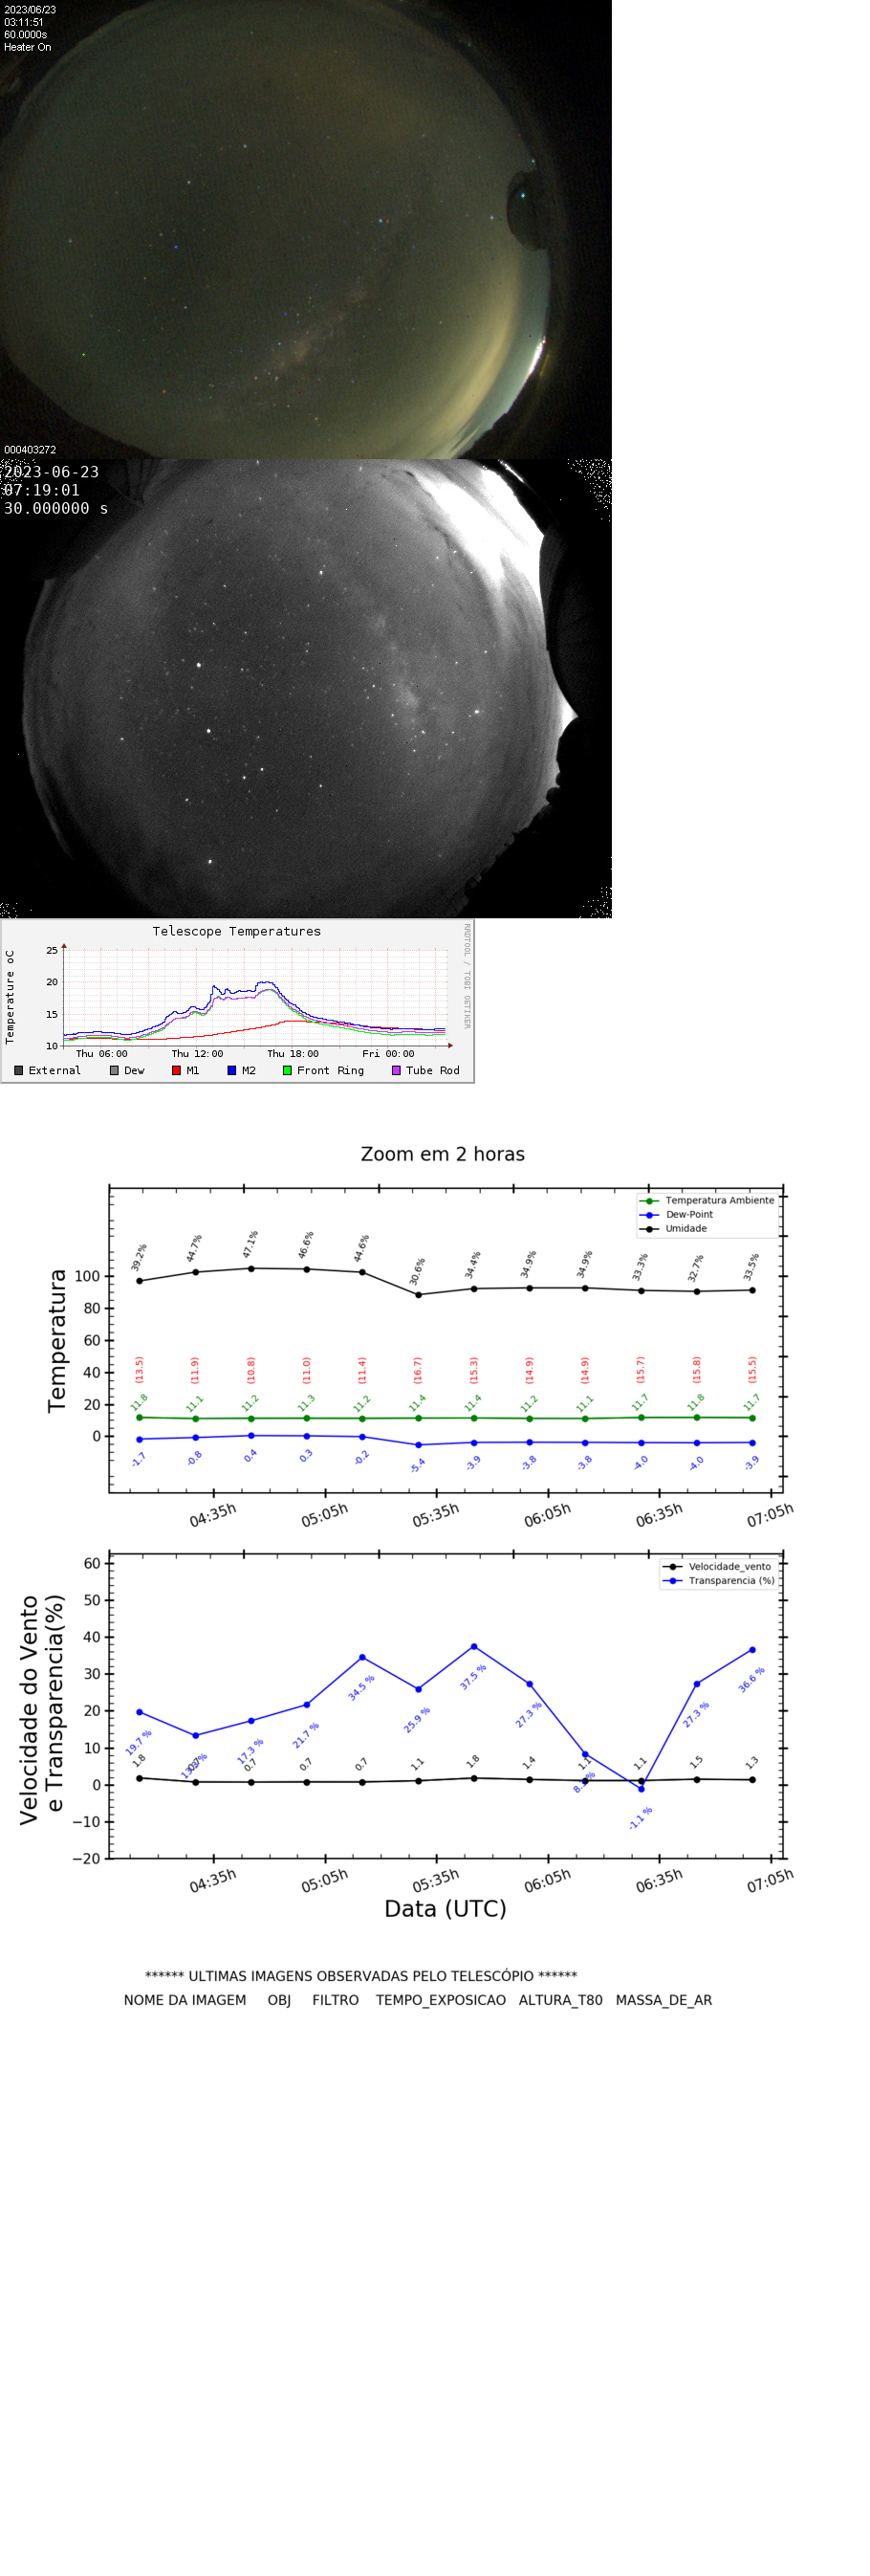 2023/06/23
03:11:51
60.0000s
Heater On
000403272
2023-06-23
07:19:01
30.000000 s
Telescope Temperatures
RRDTOOL / TOBI OETIKER
Temperature oC
25
20
15
10
Thu 06:00 Thu 12:00 Thu 18:00 Fri 00:00
External Dew M1 M2 Front Ring Tube Rod
Zoom em 2 horas
Temperatura Ambiente
Dew-Point
Umidade
39.2% 44.7% 47.1% 46.6% 44.6% 30.6% 34.4% 34.9% 34.9% 33.3% 32.7% 33.5%
Temperatura
100
80
60
40
20
0
(13.5) (11.9) (10.8) (11.0) (11.4) (16.7) (15.3) (14.9) (14.9) (15.7) (15.8) (15.5)
11.8 11.1 11.2 11.3 11.2 11.4 11.4 11.2 11.1 11.7 11.8 11.7
-1.7 -0.8 0.4 0.3 -0.2 -5.4 -3.9 -3.8 -3.8 -4.0 -4.0 -3.9
04:35h 05:05h 05:35h 06:05h 06:35h 07:05h
Velocidade_vento
Transparencia (%)
Velocidade do Vento
e Transparencia(%)
60
50
40
30
20
10
0
−10
−20
19.7 % 17.3 % 21.7 % 34.5 % 25.9 % 37.5 % 27.3 % -1.1 % 27.3 % 36.6 %
1.8 0.7 0.7 0.7 1.1 1.8 1.4 1.1 1.1 1.5 1.3
04:35h 05:05h 05:35h 06:05h 06:35h 07:05h
Data (UTC)
****** ULTIMAS IMAGENS OBSERVADAS PELO TELESCÓPIO ******
NOME DA IMAGEM OBJ FILTRO TEMPO_EXPOSICAO ALTURA_T80 MASSA_DE_AR